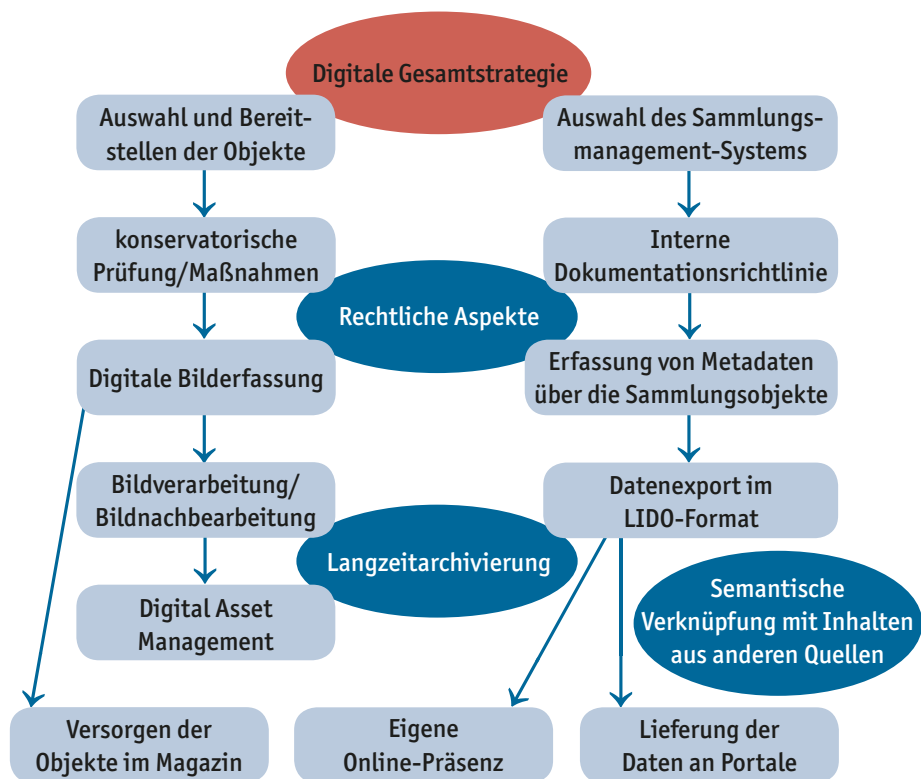 Digitale Gesamtstrategie
Auswahl und Bereit-
stellen der Objekte
Auswahl des Sammlungs-
management-Systems
konservatorische
Prüfung/Maßnahmen
Interne
Dokumentationsrichtlinie
Rechtliche Aspekte
Digitale Bilderfassung
Erfassung von Metadaten
über die Sammlungsobjekte
Bildverarbeitung/
Bildnachbearbeitung
Datenexport im
LIDO-Format
Langzeitarchivierung
Digital Asset
Management
Semantische
Verknüpfung mit Inhalten
aus anderen Quellen
Versorgen der
Objekte im Magazin
Eigene
Online-Präsenz
Lieferung der
Daten an Portale